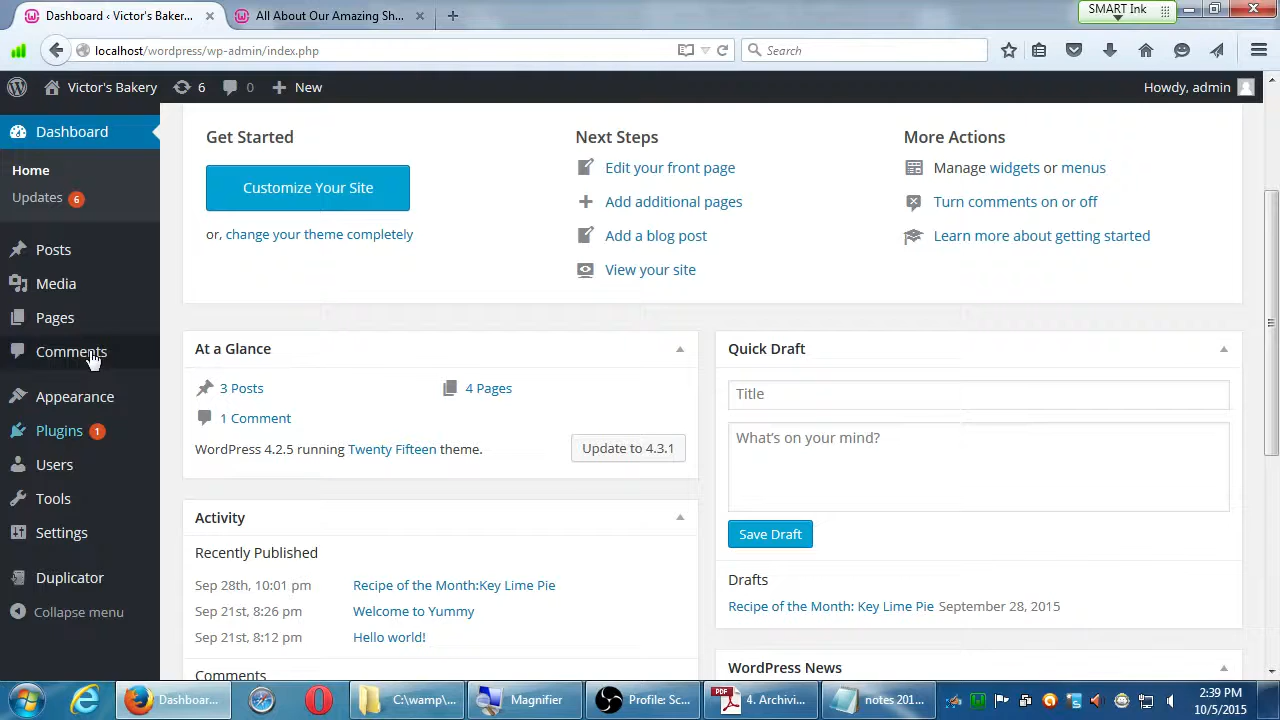 Dashboard ‹ Victor's Bakery... ×
All About Our Amazing Sh... ×
SMART Ink
localhost/wordpress/wp-admin/index.php
Search
Victor's Bakery
6
0
New
Howdy, admin
Dashboard
Home
Updates 6
Posts
Media
Pages
Comments
Appearance
Plugins 1
Users
Tools
Settings
Duplicator
Collapse menu
Get Started
Customize Your Site
or, change your theme completely
Next Steps
Edit your front page
Add additional pages
Add a blog post
View your site
More Actions
Manage widgets or menus
Turn comments on or off
Learn more about getting started
At a Glance
3 Posts
4 Pages
1 Comment
WordPress 4.2.5 running Twenty Fifteen theme.
Update to 4.3.1
Activity
Recently Published
Sep 28th, 10:01 pm Recipe of the Month:Key Lime Pie
Sep 21st, 8:26 pm Welcome to Yummy
Sep 21st, 8:12 pm Hello world!
Comments
Quick Draft
Title
What's on your mind?
Save Draft
Drafts
Recipe of the Month: Key Lime Pie September 28, 2015
WordPress News
Dashboar...
C:\wamp\...
Magnifier
Profile: Sc...
PDF
4. Archivi...
notes 201...
2:39 PM
10/5/2015